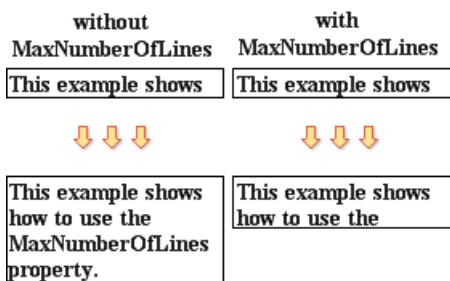 without
MaxNumberOfLines
with
MaxNumberOfLines
This example shows
This example shows
This example shows
how to use the
MaxNumberOfLines
property.
This example shows
how to use the